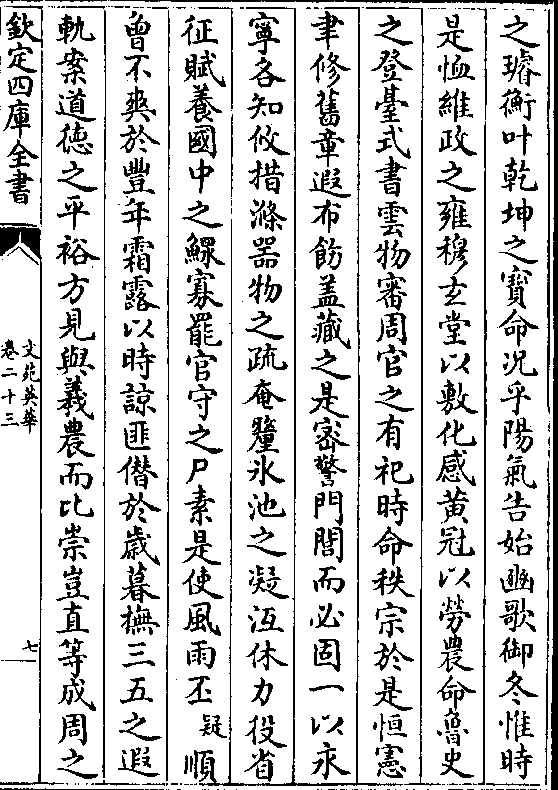 之璿衡叶乾坤之寳命况乎陽氣告始豳歌御冬惟時
是恤維政之雍穆𤣥堂以敷化感黄冠以勞農命魯史
之登臺式書雲物審周官之有祀時命秩宗於是恒憲
聿修舊章遐布飭盖藏之是宻警門閭而必固一以永
寧各知攸措滌器物之疏奄釐氷池之凝沍休力役省
征賦養國中之鰥寡罷官守之尸素是使風雨丕疑順
曾不爽於豐年霜露以時諒匪僣於歳暮撫三五之遐
軌案道徳之平裕方見與羲農而比崇豈直等成周之
欽定四庫全書
文苑英華
卷二十三
七